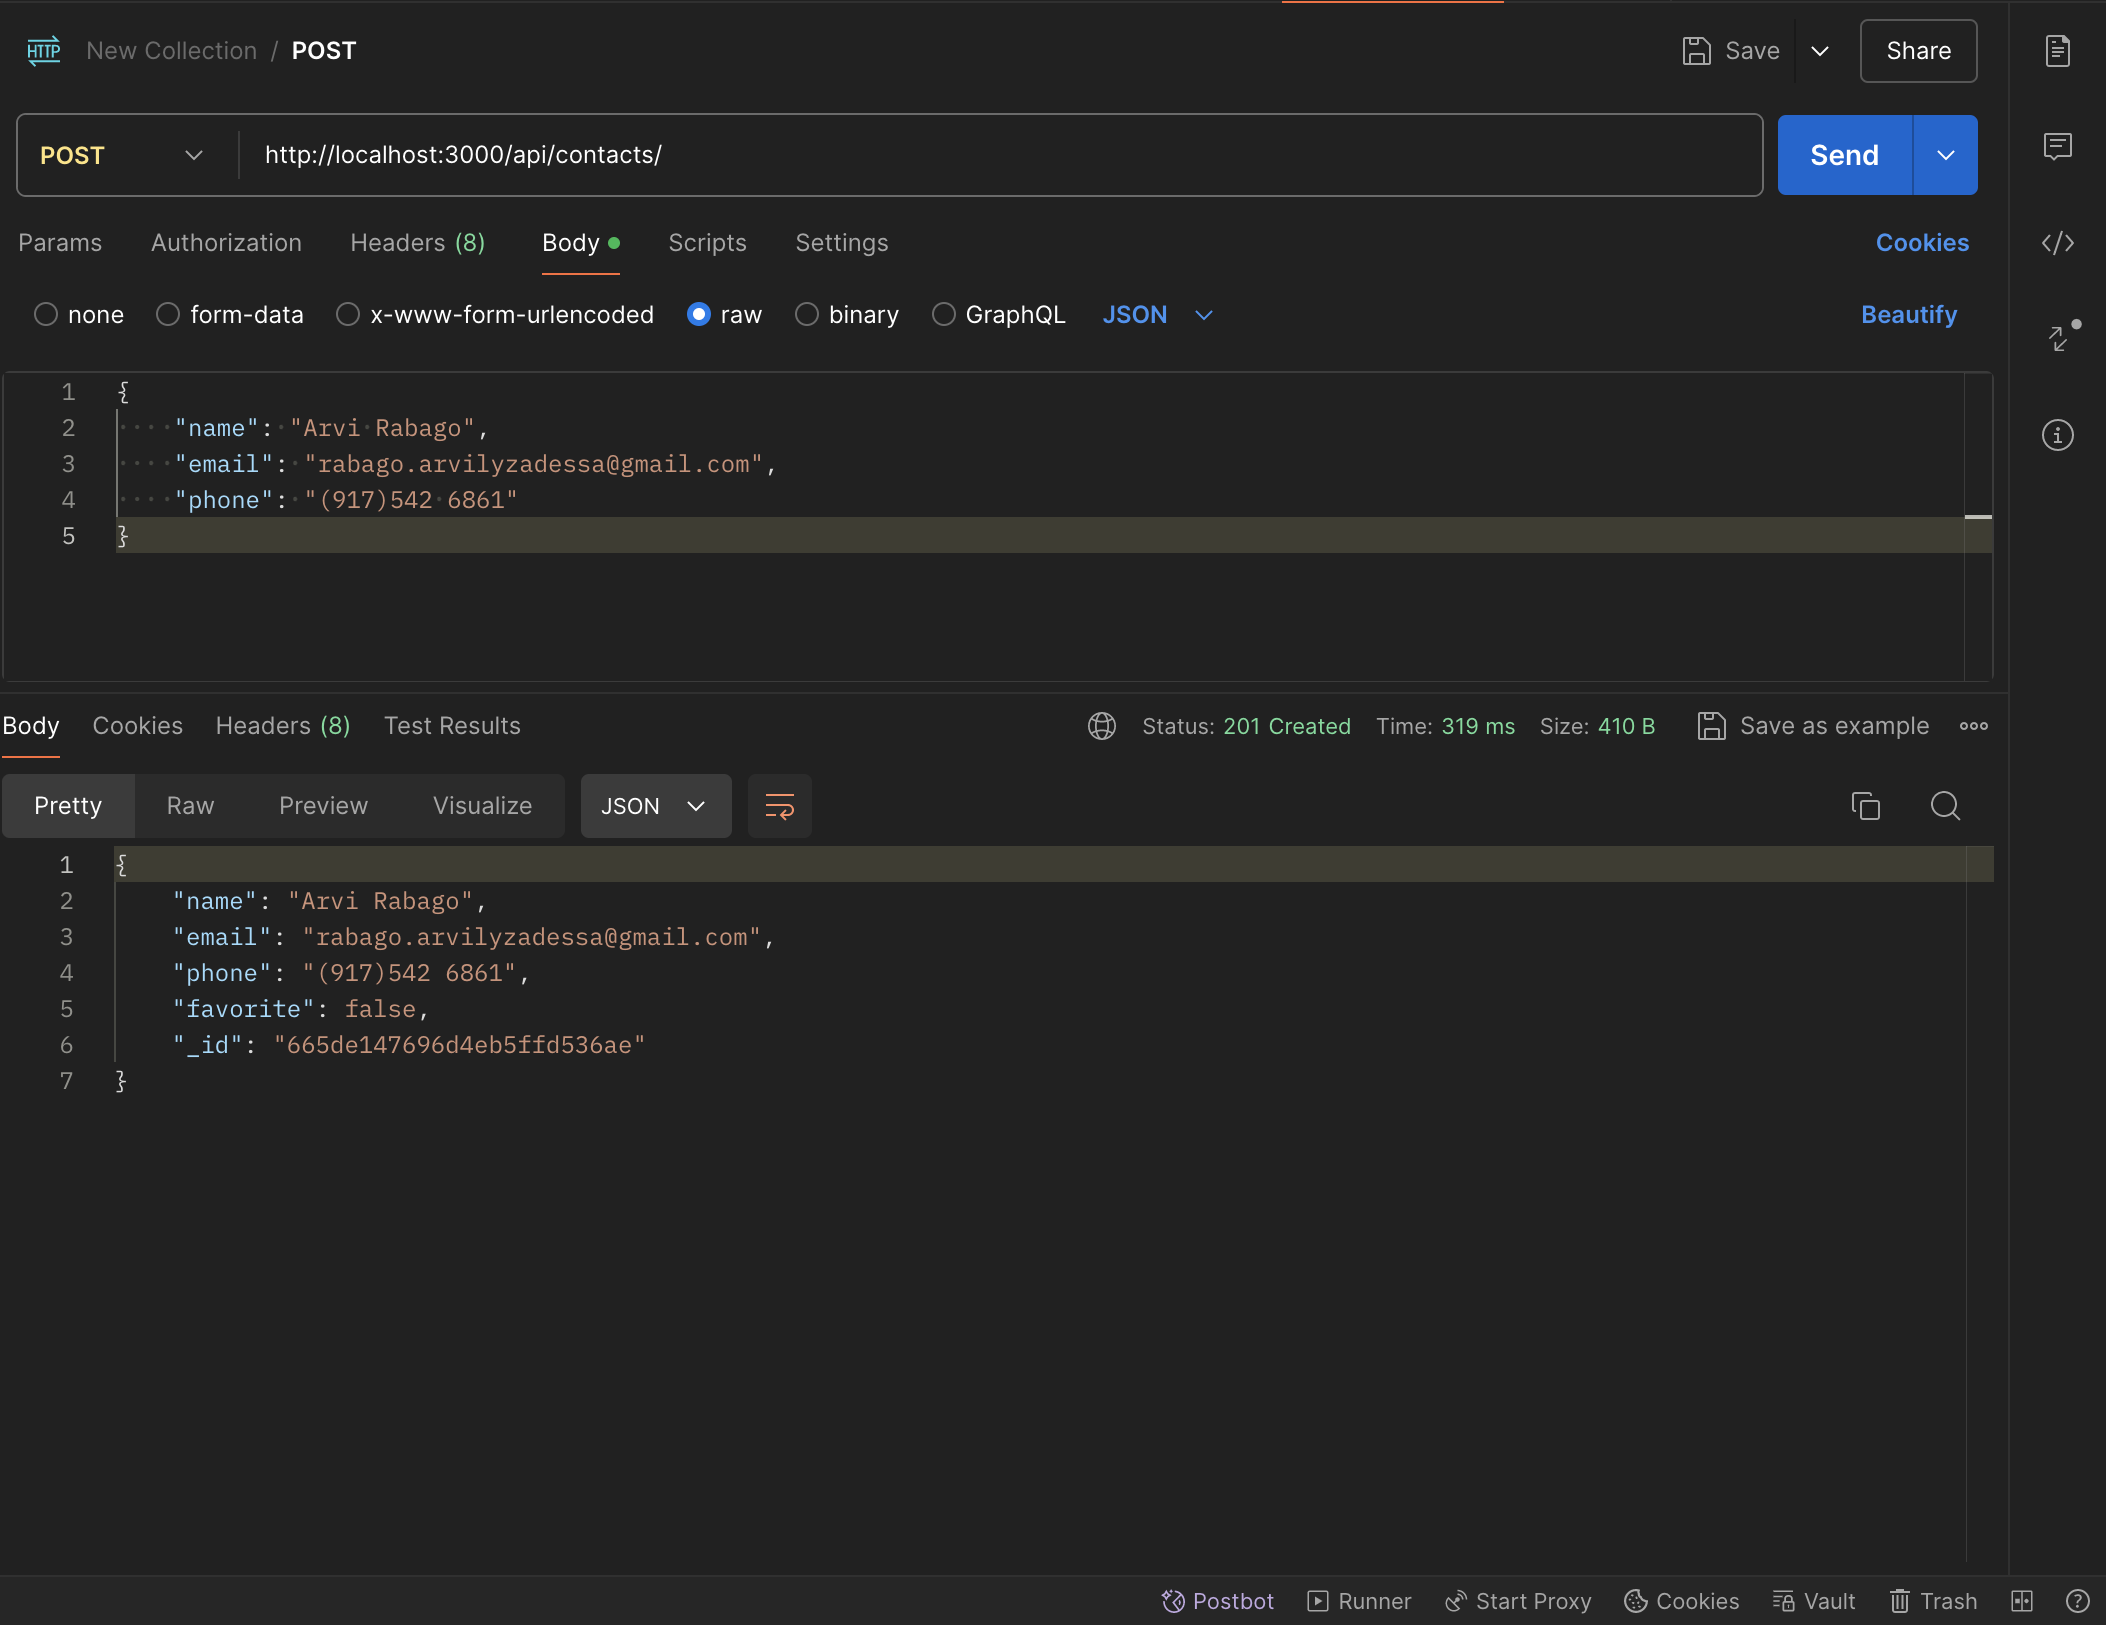 HTTP New Collection / POST Save Share
POST http://localhost:3000/api/contacts/ Send
Params Authorization Headers (8) Body Scripts Settings Cookies
none form-data x-www-form-urlencoded raw binary GraphQL JSON Beautify
1 {
2 "name": "Arvi Rabago",
3 "email": "rabago.arvilyzadessa@gmail.com",
4 "phone": "(917)542 6861"
5 }
Body Cookies Headers (8) Test Results Status: 201 Created Time: 319 ms Size: 410 B Save as example
Pretty Raw Preview Visualize JSON
1 {
2 "name": "Arvi Rabago",
3 "email": "rabago.arvilyzadessa@gmail.com",
4 "phone": "(917)542 6861",
5 "favorite": false,
6 "_id": "665de147696d4eb5ffd536ae"
7 }
Postbot Runner Start Proxy Cookies Vault Trash